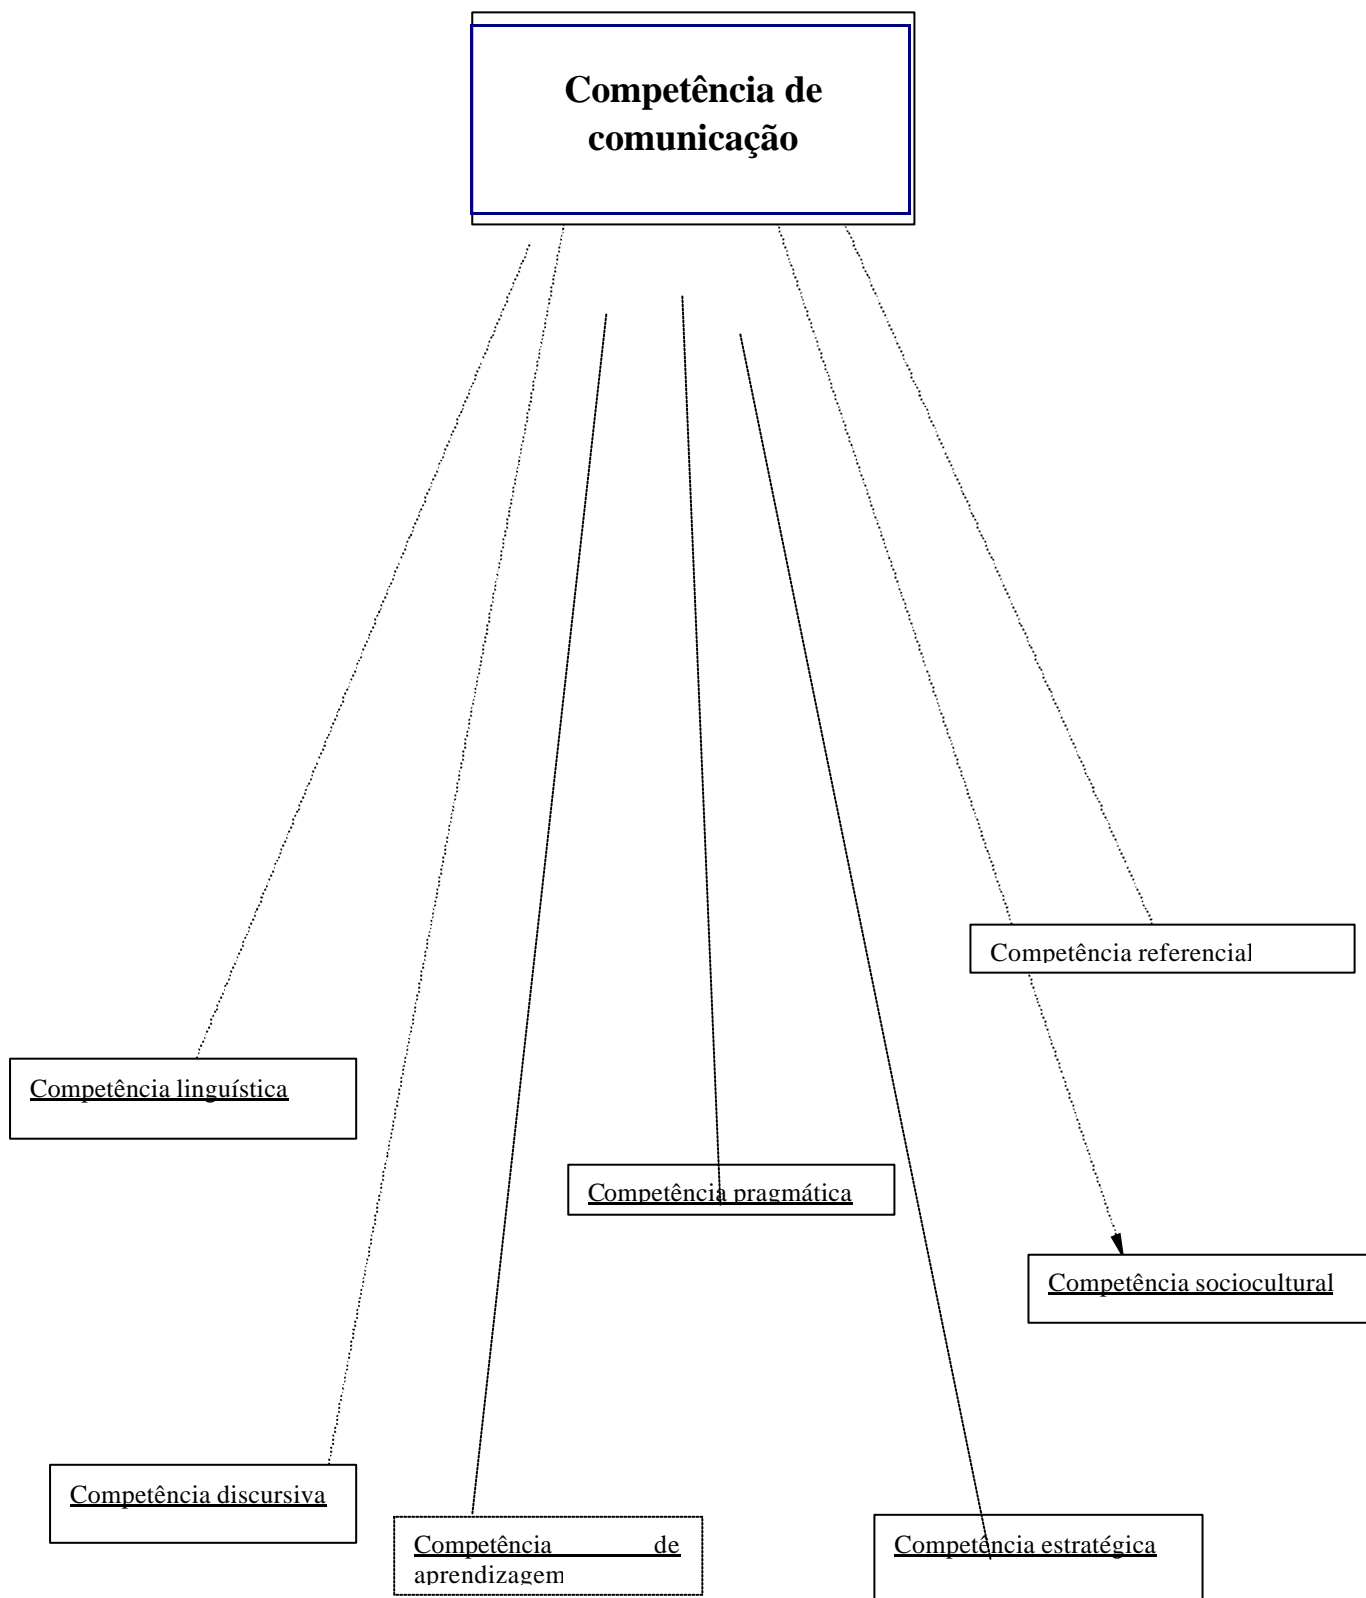 Competência de
comunicação
Competência referencial
Competência linguística
Competência pragmática
Competência sociocultural
Competência discursiva
Competência de
aprendizagem
Competência estratégica